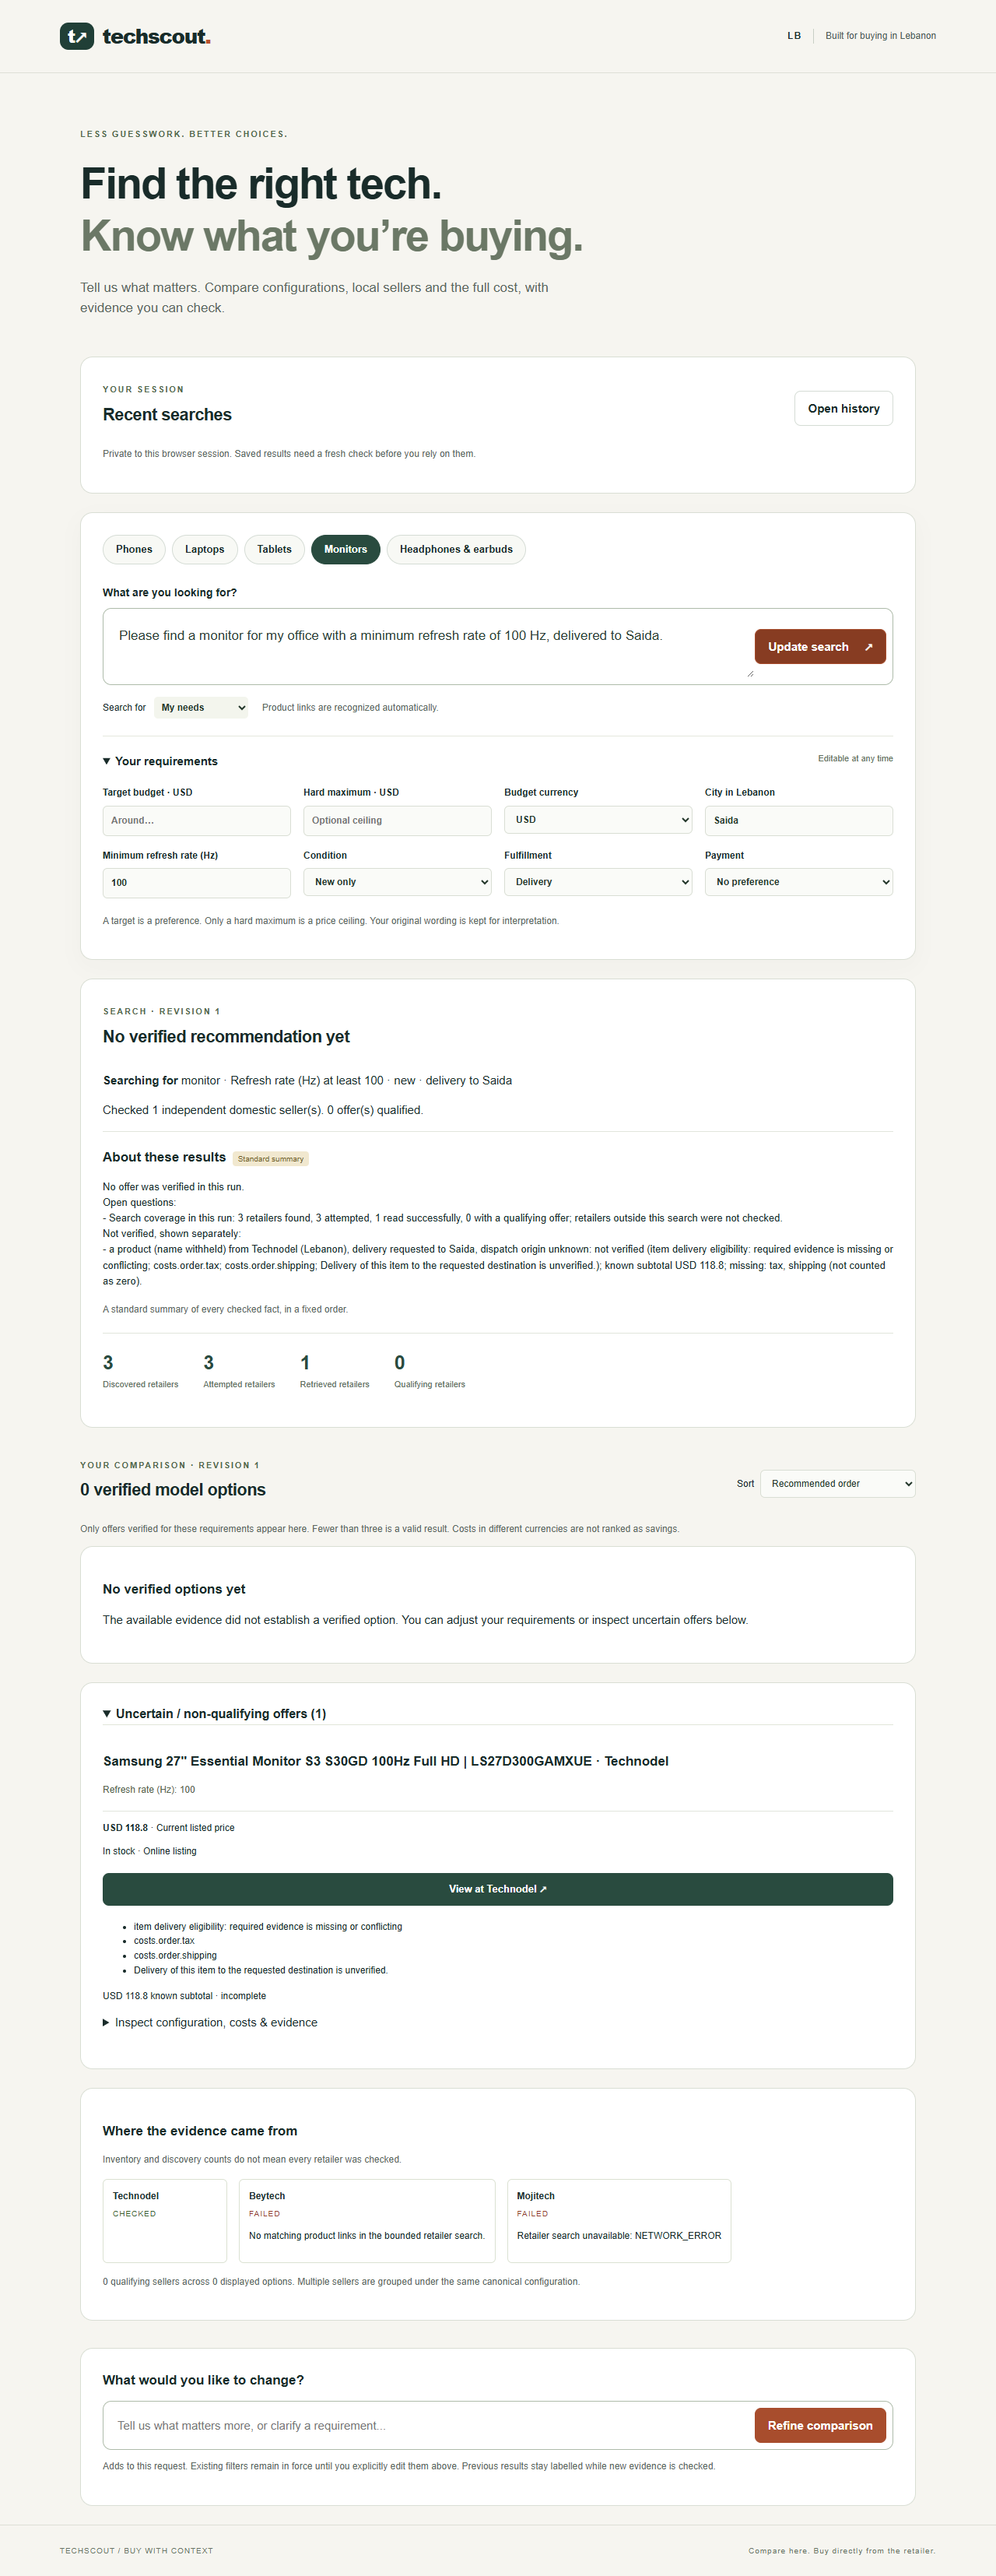 t↗ techscout.
LB Built for buying in Lebanon
LESS GUESSWORK. BETTER CHOICES.
Find the right tech.
Know what you’re buying.
Tell us what matters. Compare configurations, local sellers and the full cost, with
evidence you can check.
YOUR SESSION
Recent searches
Open history
Private to this browser session. Saved results need a fresh check before you rely on them.
Phones Laptops Tablets Monitors Headphones & earbuds
What are you looking for?
Please find a monitor for my office with a minimum refresh rate of 100 Hz, delivered to Saida.
Update search ↗
Search for My needs Product links are recognized automatically.
▼ Your requirements Editable at any time
Target budget · USD Hard maximum · USD Budget currency City in Lebanon
Around... Optional ceiling USD Saida
Minimum refresh rate (Hz) Condition Fulfillment Payment
100 New only Delivery No preference
A target is a preference. Only a hard maximum is a price ceiling. Your original wording is kept for interpretation.
SEARCH · REVISION 1
No verified recommendation yet
Searching for monitor · Refresh rate (Hz) at least 100 · new · delivery to Saida
Checked 1 independent domestic seller(s). 0 offer(s) qualified.
About these results Standard summary
No offer was verified in this run.
Open questions:
- Search coverage in this run: 3 retailers found, 3 attempted, 1 read successfully, 0 with a qualifying offer; retailers outside this search were not checked.
Not verified, shown separately:
- a product (name withheld) from Technodel (Lebanon), delivery requested to Saida, dispatch origin unknown: not verified (item delivery eligibility: required evidence is missing or
conflicting; costs.order.tax; costs.order.shipping; Delivery of this item to the requested destination is unverified.); known subtotal USD 118.8; missing: tax, shipping (not counted
as zero).
A standard summary of every checked fact, in a fixed order.
3 3 1 0
Discovered retailers Attempted retailers Retrieved retailers Qualifying retailers
YOUR COMPARISON · REVISION 1
0 verified model options
Sort Recommended order
Only offers verified for these requirements appear here. Fewer than three is a valid result. Costs in different currencies are not ranked as savings.
No verified options yet
The available evidence did not establish a verified option. You can adjust your requirements or inspect uncertain offers below.
▼ Uncertain / non-qualifying offers (1)
Samsung 27" Essential Monitor S3 S30GD 100Hz Full HD | LS27D300GAMXUE · Technodel
Refresh rate (Hz): 100
USD 118.8 · Current listed price
In stock · Online listing
View at Technodel ↗
• item delivery eligibility: required evidence is missing or conflicting
• costs.order.tax
• costs.order.shipping
• Delivery of this item to the requested destination is unverified.
USD 118.8 known subtotal · incomplete
▶ Inspect configuration, costs & evidence
Where the evidence came from
Inventory and discovery counts do not mean every retailer was checked.
Technodel Beytech Mojitech
CHECKED FAILED FAILED
No matching product links in the bounded retailer search. Retailer search unavailable: NETWORK_ERROR
0 qualifying sellers across 0 displayed options. Multiple sellers are grouped under the same canonical configuration.
What would you like to change?
Tell us what matters more, or clarify a requirement...
Refine comparison
Adds to this request. Existing filters remain in force until you explicitly edit them above. Previous results stay labelled while new evidence is checked.
TECHSCOUT / BUY WITH CONTEXT Compare here. Buy directly from the retailer.